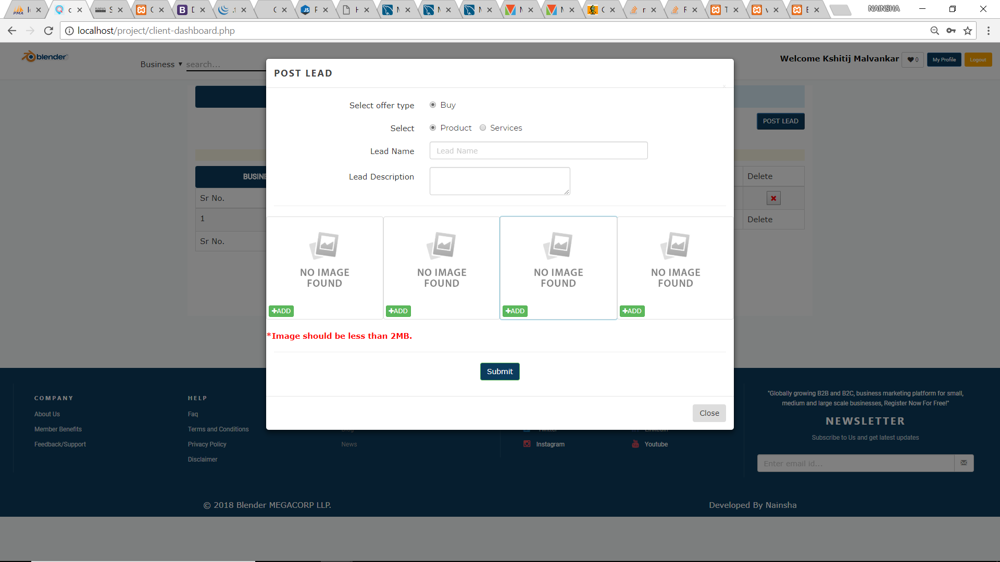 NAINSHA
localhost/project/client-dashboard.php
blender
Business ▼ search...
Welcome Kshitij Malvankar
0
My Profile
Logout
POST LEAD
×
Select offer type
Buy
POST LEAD
Select
Product
Services
Lead Name
Lead Name
Lead Description
BUSINE
Delete
Sr No.
1
Delete
Sr No.
NO IMAGE
FOUND
ADD
NO IMAGE
FOUND
ADD
NO IMAGE
FOUND
ADD
NO IMAGE
FOUND
ADD
*Image should be less than 2MB.
Submit
Close
COMPANY
About Us
Member Benefits
Feedback/Support
HELP
Faq
Terms and Conditions
Privacy Policy
Disclaimer
Blog
News
Twitter
Instagram
Linkedin
Youtube
"Globally growing B2B and B2C, business marketing platform for small,
medium and large scale businesses, Register Now For Free!"
NEWSLETTER
Subscribe to Us and get latest updates
Enter email id...
© 2018 Blender MEGACORP LLP.
Developed By Nainsha